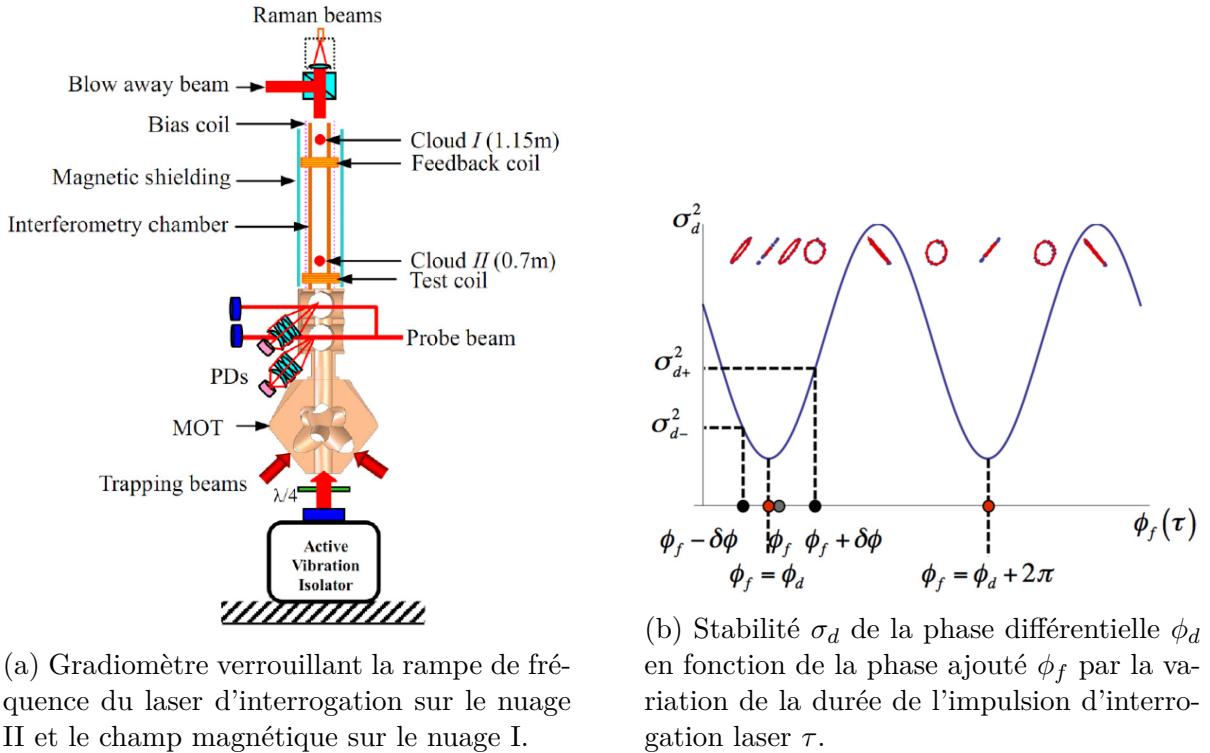 Raman beams
Blow away beam
Bias coil
Cloud I (1.15m)
Feedback coil
Magnetic shielding
Interferometry chamber
Cloud II (0.7m)
Test coil
Probe beam
PDs
MOT
Trapping beams
λ/4
Active
Vibration
Isolator
(a) Gradiomètre verrouillant la rampe de fré-
quence du laser d'interrogation sur le nuage
II et le champ magnétique sur le nuage I.
σ_d^2
σ_{d+}^2
σ_{d-}^2
ϕ_f(τ)
ϕ_f − δϕ ϕ_f ϕ_f + δϕ
ϕ_f = ϕ_d ϕ_f = ϕ_d + 2π
(b) Stabilité σ_d de la phase différentielle ϕ_d
en fonction de la phase ajouté ϕ_f par la va-
riation de la durée de l'impulsion d'interro-
gation laser τ.